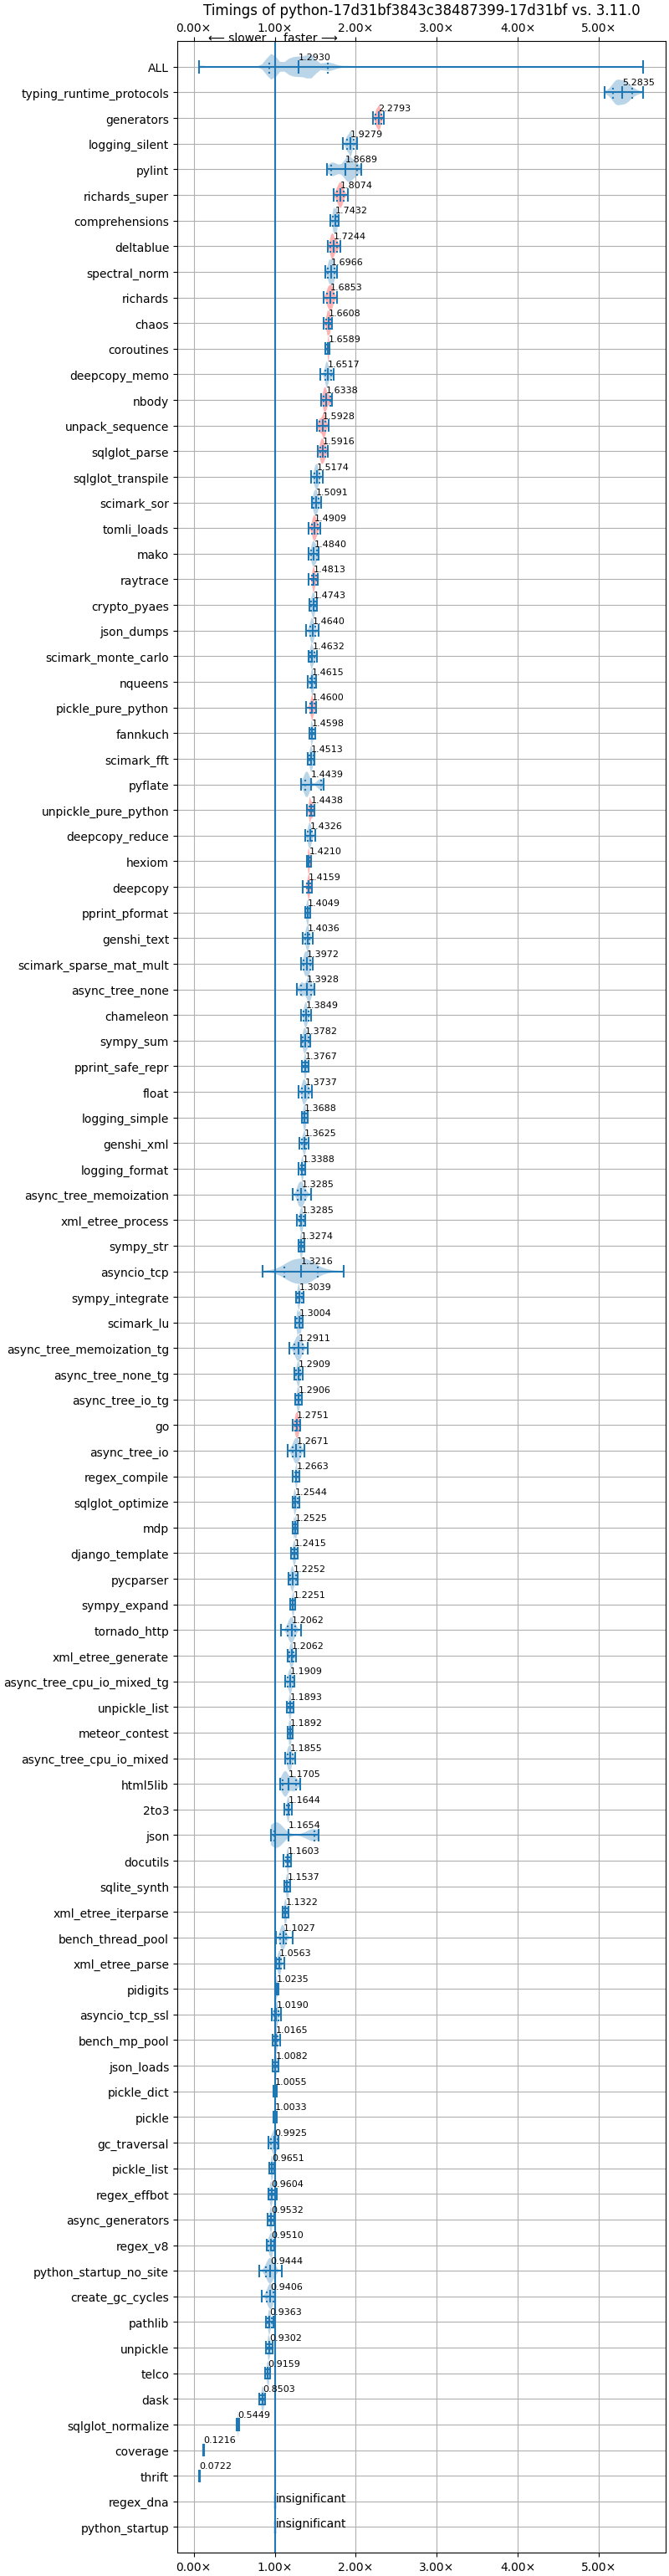 Timings of python-17d31bf3843c38487399-17d31bf vs. 3.11.0
0.00× 1.00× 2.00× 3.00× 4.00× 5.00×
⟵ slower faster ⟶
ALL 1.2930
typing_runtime_protocols 5.2835
generators 2.2793
logging_silent 1.9279
pylint 1.8689
richards_super 1.8074
comprehensions 1.7432
deltablue 1.7244
spectral_norm 1.6966
richards 1.6853
chaos 1.6608
coroutines 1.6589
deepcopy_memo 1.6517
nbody 1.6338
unpack_sequence 1.5928
sqlglot_parse 1.5916
sqlglot_transpile 1.5174
scimark_sor 1.5091
tomli_loads 1.4909
mako 1.4840
raytrace 1.4813
crypto_pyaes 1.4743
json_dumps 1.4640
scimark_monte_carlo 1.4632
nqueens 1.4615
pickle_pure_python 1.4600
fannkuch 1.4598
scimark_fft 1.4513
pyflate 1.4439
unpickle_pure_python 1.4438
deepcopy_reduce 1.4326
hexiom 1.4210
deepcopy 1.4159
pprint_pformat 1.4049
genshi_text 1.4036
scimark_sparse_mat_mult 1.3972
async_tree_none 1.3928
chameleon 1.3849
sympy_sum 1.3782
pprint_safe_repr 1.3767
float 1.3737
logging_simple 1.3688
genshi_xml 1.3625
logging_format 1.3388
async_tree_memoization 1.3285
xml_etree_process 1.3285
sympy_str 1.3274
asyncio_tcp 1.3216
sympy_integrate 1.3039
scimark_lu 1.3004
async_tree_memoization_tg 1.2911
async_tree_none_tg 1.2909
async_tree_io_tg 1.2906
go 1.2751
async_tree_io 1.2671
regex_compile 1.2663
sqlglot_optimize 1.2544
mdp 1.2525
django_template 1.2415
pycparser 1.2252
sympy_expand 1.2251
tornado_http 1.2062
xml_etree_generate 1.2062
async_tree_cpu_io_mixed_tg 1.1909
unpickle_list 1.1893
meteor_contest 1.1892
async_tree_cpu_io_mixed 1.1855
html5lib 1.1705
2to3 1.1644
json 1.1654
docutils 1.1603
sqlite_synth 1.1537
xml_etree_iterparse 1.1322
bench_thread_pool 1.1027
xml_etree_parse 1.0563
pidigits 1.0235
asyncio_tcp_ssl 1.0190
bench_mp_pool 1.0165
json_loads 1.0082
pickle_dict 1.0055
pickle 1.0033
gc_traversal 0.9925
pickle_list 0.9651
regex_effbot 0.9604
async_generators 0.9532
regex_v8 0.9510
python_startup_no_site 0.9444
create_gc_cycles 0.9406
pathlib 0.9363
unpickle 0.9302
telco 0.9159
dask 0.8503
sqlglot_normalize 0.5449
coverage 0.1216
thrift 0.0722
regex_dna insignificant
python_startup insignificant
0.00× 1.00× 2.00× 3.00× 4.00× 5.00×